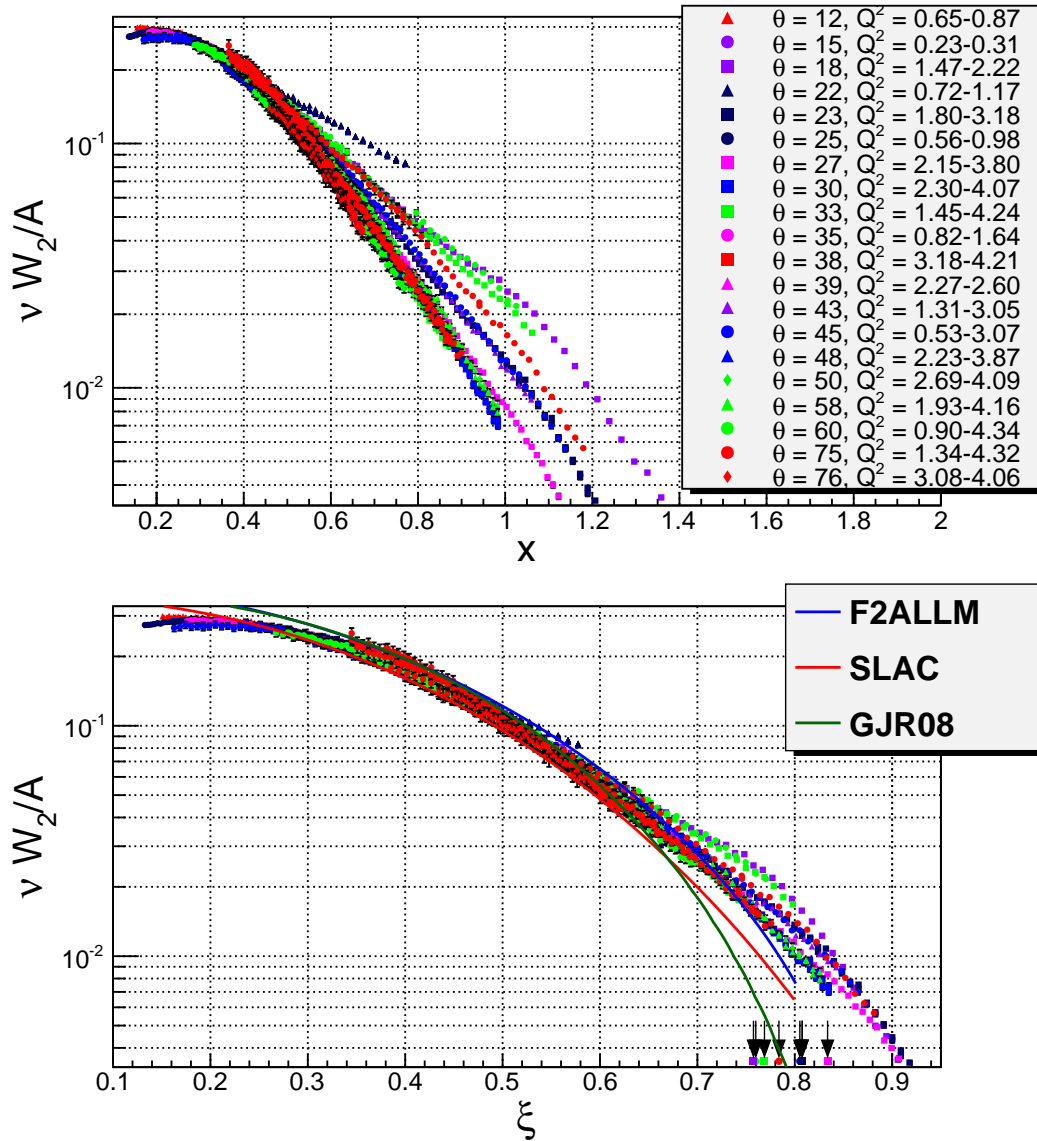 θ = 12, Q² = 0.65-0.87
θ = 15, Q² = 0.23-0.31
θ = 18, Q² = 1.47-2.22
θ = 22, Q² = 0.72-1.17
θ = 23, Q² = 1.80-3.18
θ = 25, Q² = 0.56-0.98
θ = 27, Q² = 2.15-3.80
θ = 30, Q² = 2.30-4.07
θ = 33, Q² = 1.45-4.24
θ = 35, Q² = 0.82-1.64
θ = 38, Q² = 3.18-4.21
θ = 39, Q² = 2.27-2.60
θ = 43, Q² = 1.31-3.05
θ = 45, Q² = 0.53-3.07
θ = 48, Q² = 2.23-3.87
θ = 50, Q² = 2.69-4.09
θ = 58, Q² = 1.93-4.16
θ = 60, Q² = 0.90-4.34
θ = 75, Q² = 1.34-4.32
θ = 76, Q² = 3.08-4.06
ν W₂/A
10⁻¹
10⁻²
0.2 0.4 0.6 0.8 1 1.2 1.4 1.6 1.8 2
x
F2ALLM
SLAC
GJR08
ν W₂/A
10⁻¹
10⁻²
0.1 0.2 0.3 0.4 0.5 0.6 0.7 0.8 0.9
ξ